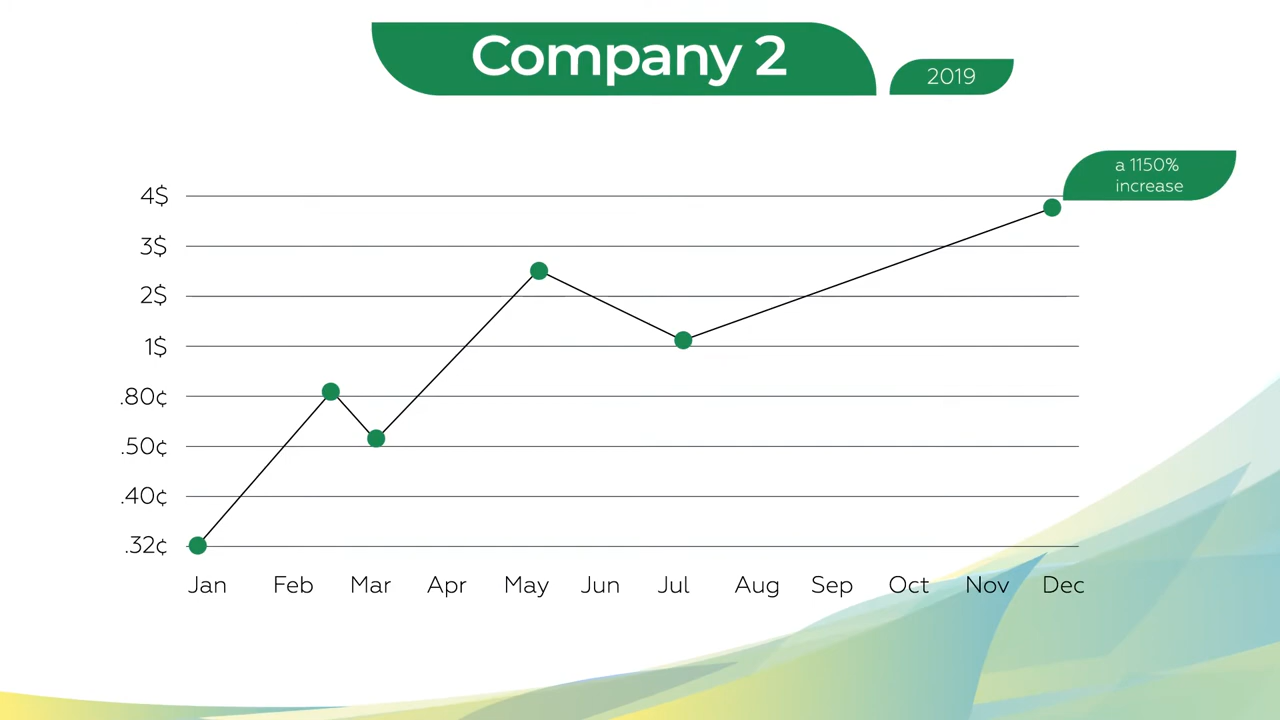 Company 2
2019
a 1150%
increase
4$
3$
2$
1$
.80¢
.50¢
.40¢
.32¢
Jan Feb Mar Apr May Jun Jul Aug Sep Oct Nov Dec